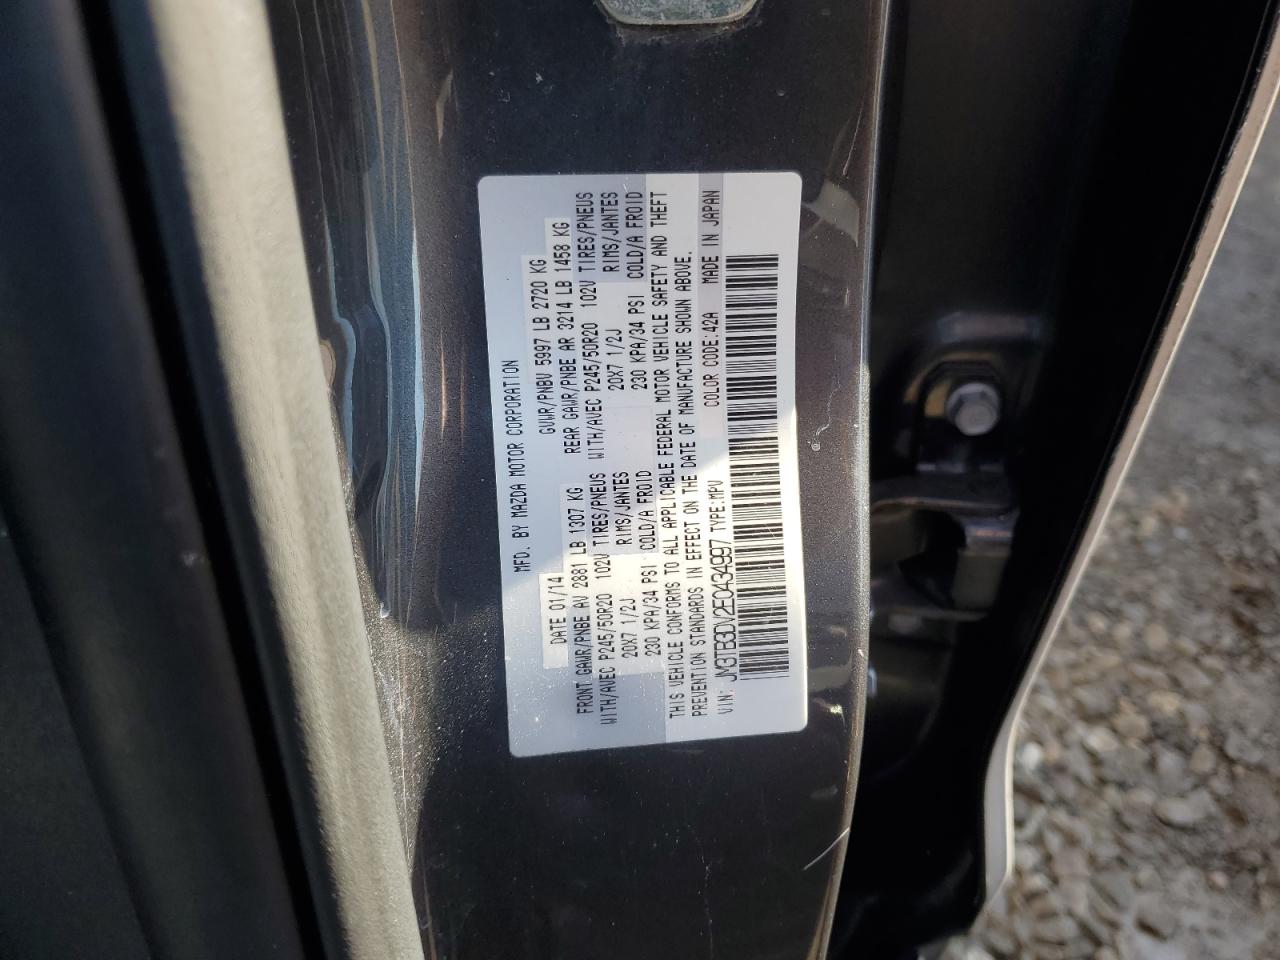 MFD. BY MAZDA MOTOR CORPORATION
DATE 01/14 GVWR/PNBV 5997 LB 2720 KG
FRONT GAWR/PNBE AV 2881 LB 1307 KG REAR GAWR/PNBE AR 3214 LB 1458 KG
WITH/AVEC P245/50R20 102V TIRES/PNEUS WITH/AVEC P245/50R20 102V TIRES/PNEUS
20X7 1/2J RIMS/JANTES 20X7 1/2J RIMS/JANTES
230 KPA/34 PSI COLD/A FROID 230 KPA/34 PSI COLD/A FROID
THIS VEHICLE CONFORMS TO ALL APPLICABLE FEDERAL MOTOR VEHICLE SAFETY AND THEFT
PREVENTION STANDARDS IN EFFECT ON THE DATE OF MANUFACTURE SHOWN ABOVE.
VIN: JM3TB3DV2E0434997 TYPE:MPV COLOR CODE:42A MADE IN JAPAN